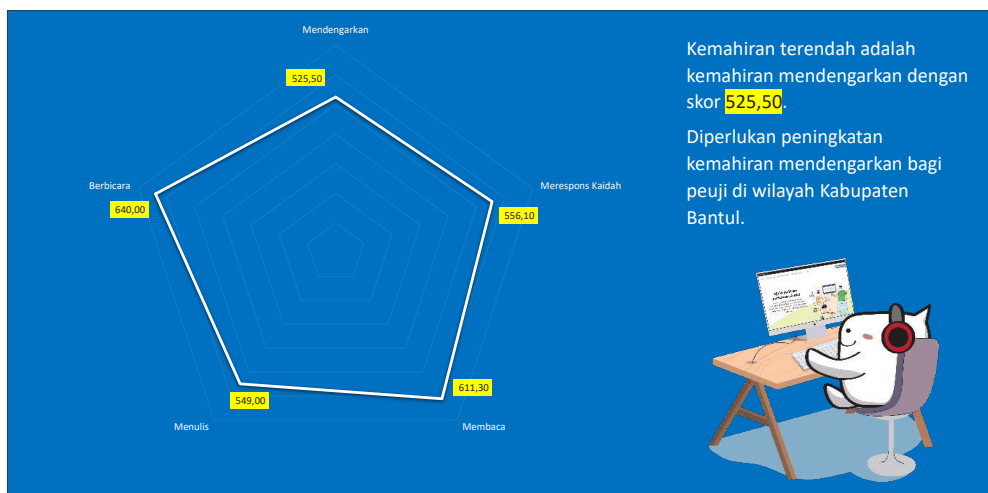 Mendengarkan
525,50
Berbicara
640,00
Merespons Kaidah
556,10
611,30
549,00
Menulis
Membaca
Kemahiran terendah adalah
kemahiran mendengarkan dengan
skor 525,50.
Diperlukan peningkatan
kemahiran mendengarkan bagi
peuji di wilayah Kabupaten
Bantul.